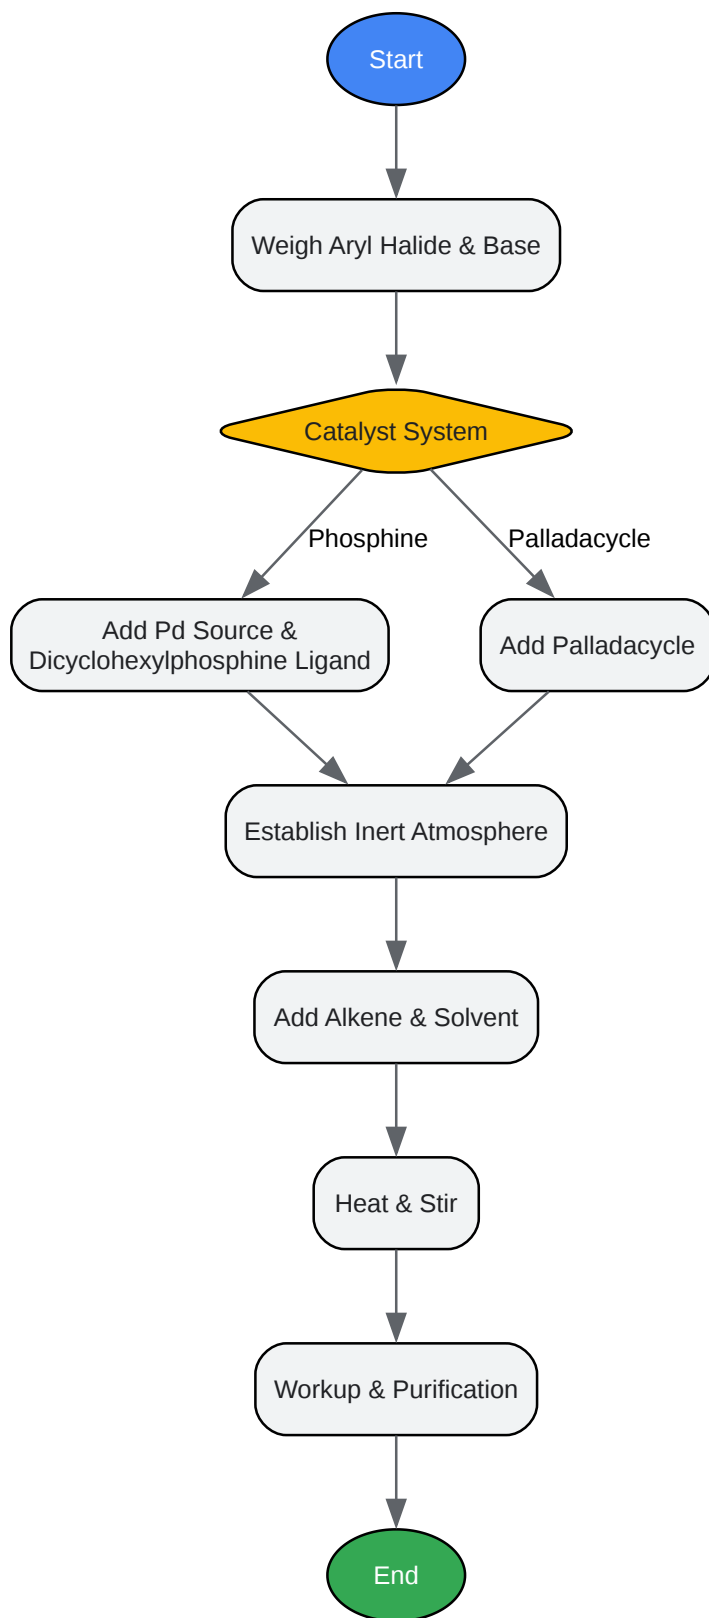 Start
Weigh Aryl Halide & Base
Catalyst System
Phosphine
Palladacycle
Add Pd Source &
Dicyclohexylphosphine Ligand
Add Palladacycle
Establish Inert Atmosphere
Add Alkene & Solvent
Heat & Stir
Workup & Purification
End